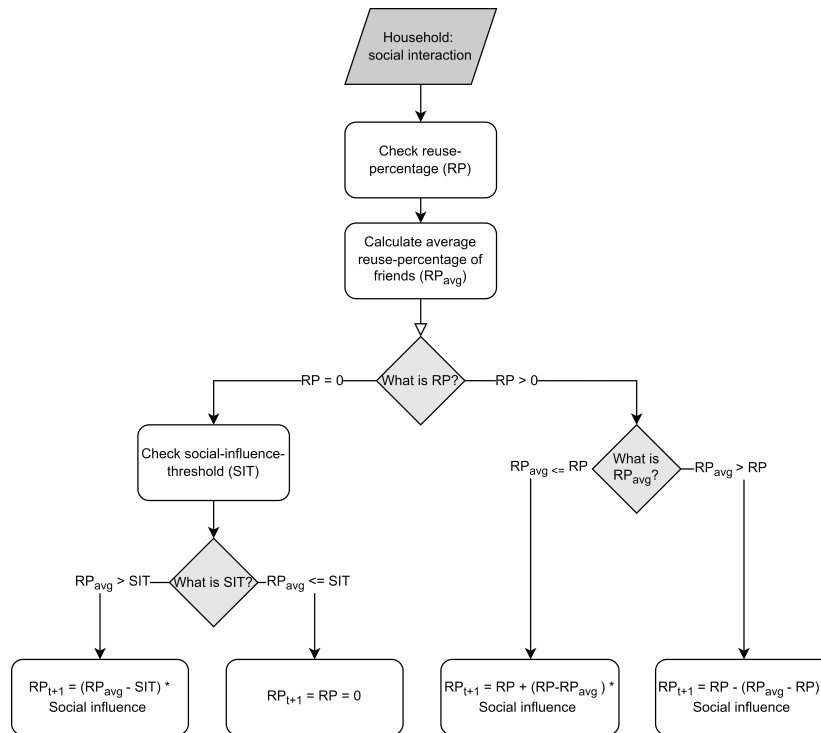 Household:
social interaction
Check reuse-
percentage (RP)
Calculate average
reuse-percentage of
friends (RPavg)
What is RP?
RP = 0
RP > 0
Check social-influence-
threshold (SIT)
What is
RPavg?
RPavg <= RP
RPavg > RP
What is SIT?
RPavg > SIT
RPavg <= SIT
RPt+1 = (RPavg - SIT) *
Social influence
RPt+1 = RP = 0
RPt+1 = RP + (RP-RPavg ) *
Social influence
RPt+1 = RP - (RPavg - RP) *
Social influence